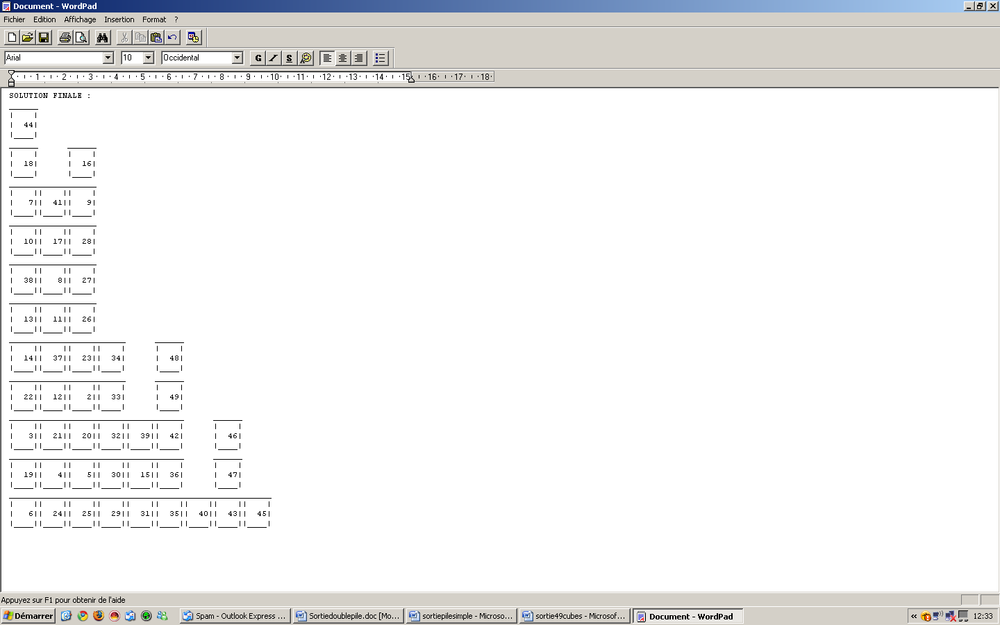 Document - WordPad
Fichier Edition Affichage Insertion Format ?
Arial 10 Occidental G I S
1 2 3 4 5 6 7 8 9 10 11 12 13 14 15 16 17 18
SOLUTION FINALE :
44
18 16
7 41 9
10 17 28
38 8 27
13 11 26
14 37 23 34 48
22 12 2 33 49
3 21 20 32 39 42 46
19 4 5 30 15 36 47
6 24 25 29 31 35 40 43 45
Appuyez sur F1 pour obtenir de l'aide
Démarrer Spam - Outlook Express ... Sortiedoublepile.doc [Mo... sortiepilesimple - Microso... sortie49cubes - Microsof... Document - WordPad « 12:33